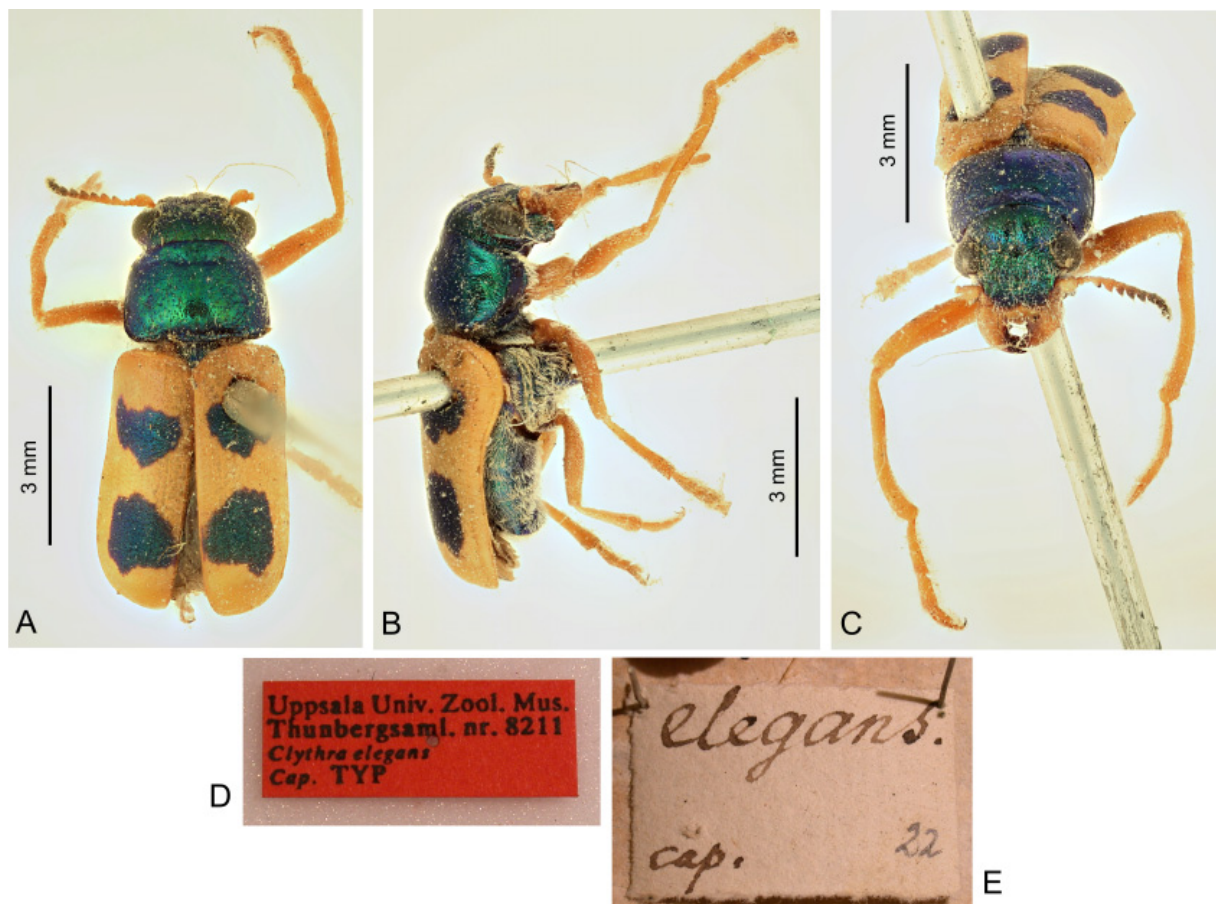 3 mm
A
3 mm
B
3 mm
C
Uppsala Univ. Zool. Mus.
Thunbergsaml. nr. 8211
Clythra elegans
Cap. TYP
D
elegans.
cap.
22
E